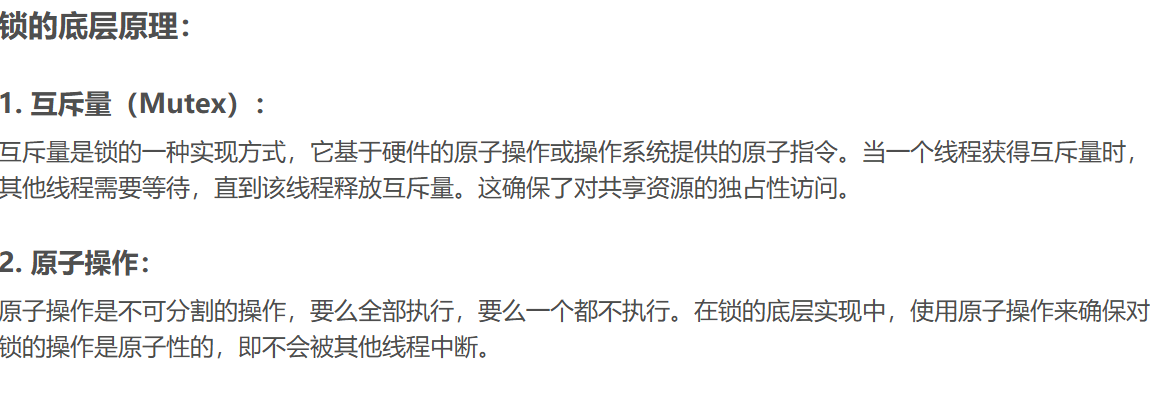 锁的底层原理：
1. 互斥量（Mutex）：
互斥量是锁的一种实现方式，它基于硬件的原子操作或操作系统提供的原子指令。当一个线程获得互斥量时，
其他线程需要等待，直到该线程释放互斥量。这确保了对共享资源的独占性访问。
2. 原子操作：
原子操作是不可分割的操作，要么全部执行，要么一个都不执行。在锁的底层实现中，使用原子操作来确保对
锁的操作是原子性的，即不会被其他线程中断。